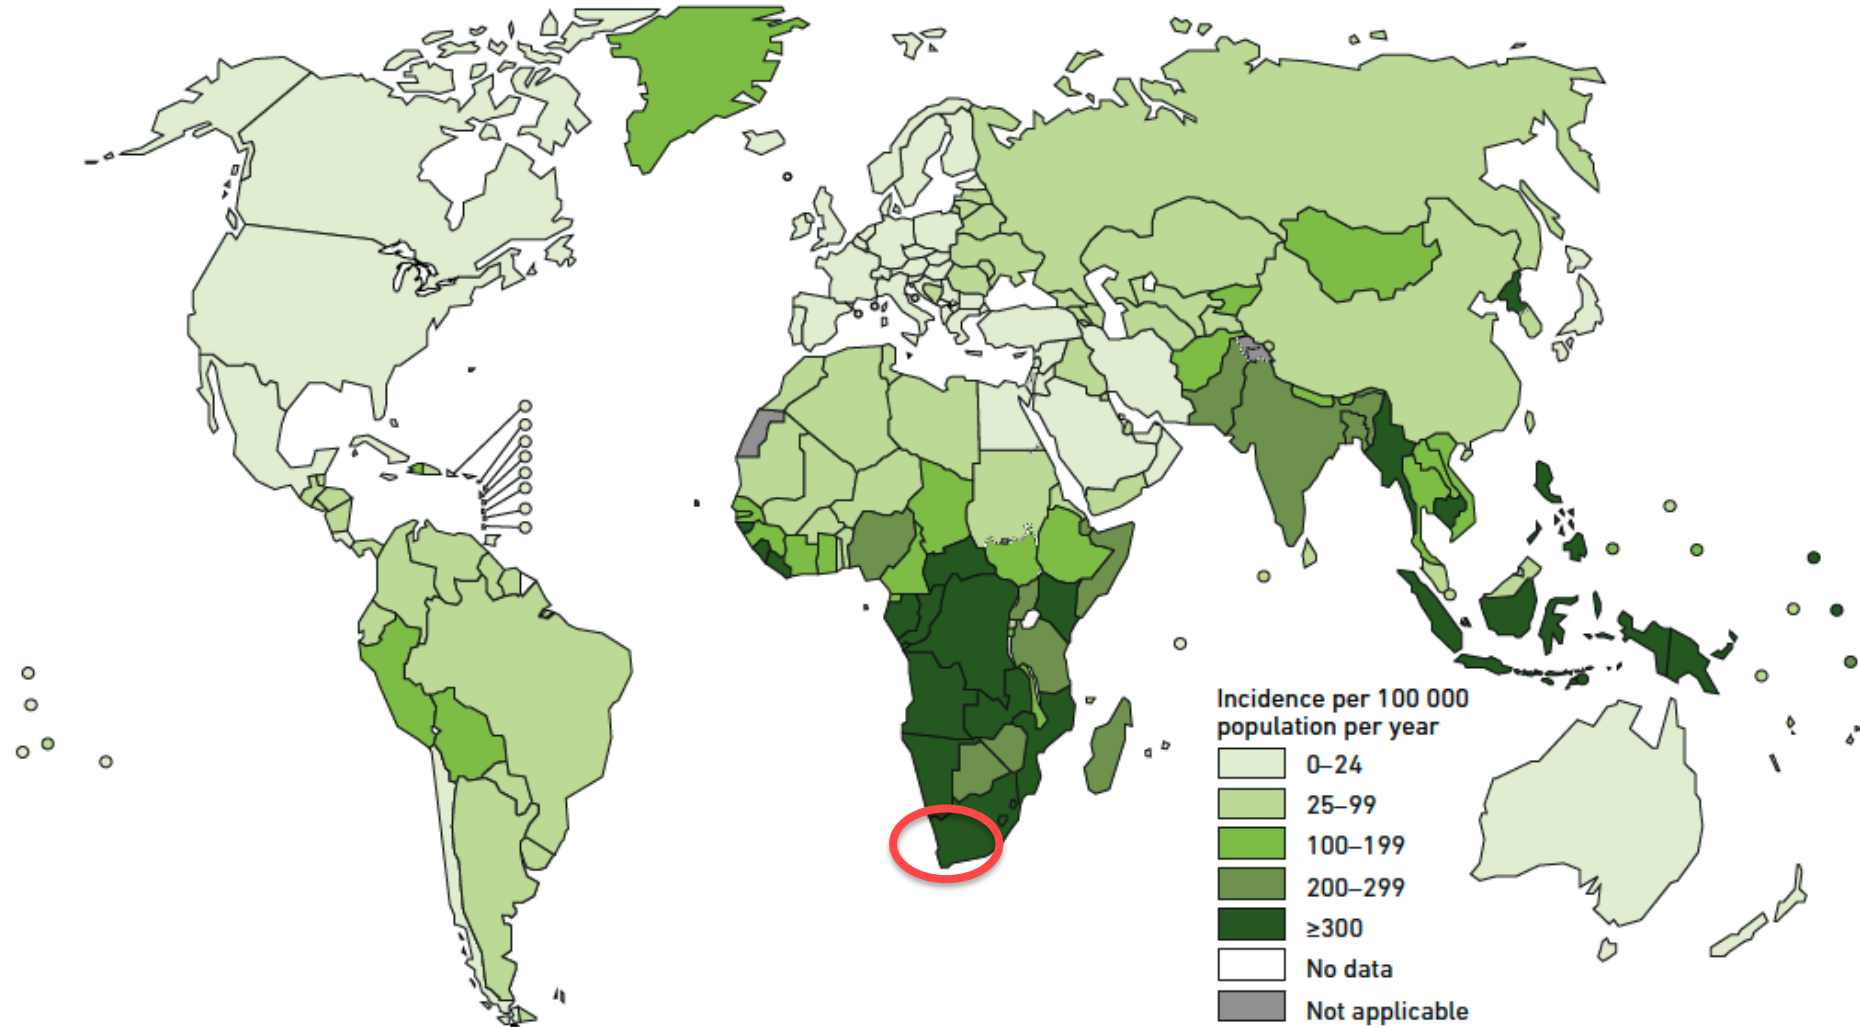 Incidence per 100 000
population per year
0–24
25–99
100–199
200–299
≥300
No data
Not applicable